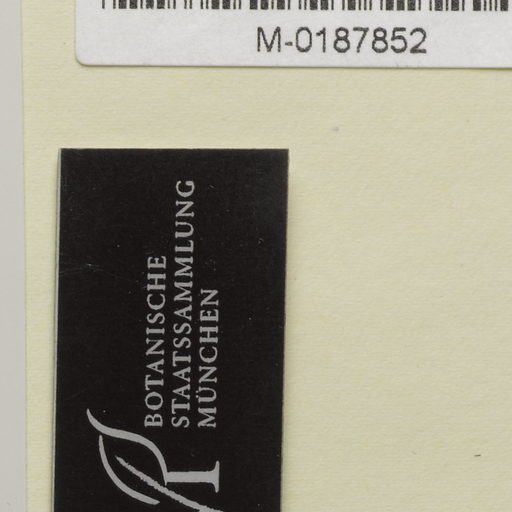 M-0187852
BOTANISCHE
STAATSSAMMLUNG
MÜNCHEN